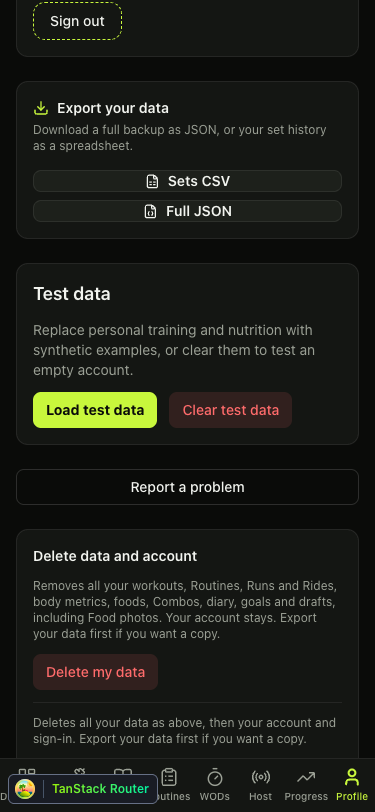 Sign out
Export your data
Download a full backup as JSON, or your set history
as a spreadsheet.
Sets CSV
Full JSON
Test data
Replace personal training and nutrition with
synthetic examples, or clear them to test an
empty account.
Load test data
Clear test data
Report a problem
Delete data and account
Removes all your workouts, Routines, Runs and Rides,
body metrics, foods, Combos, diary, goals and drafts,
including Food photos. Your account stays. Export
your data first if you want a copy.
Delete my data
Deletes all your data as above, then your account and
sign-in. Export your data first if you want a copy.
TanStack Router
outines WODs Host Progress Profile